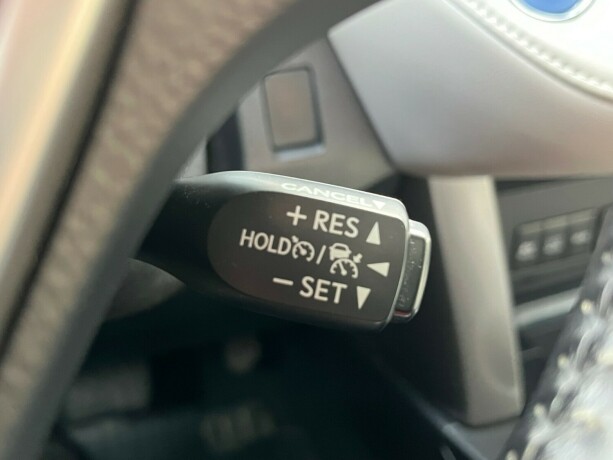 CANCEL▼
+ RES ▲
HOLD /
− SET ▼